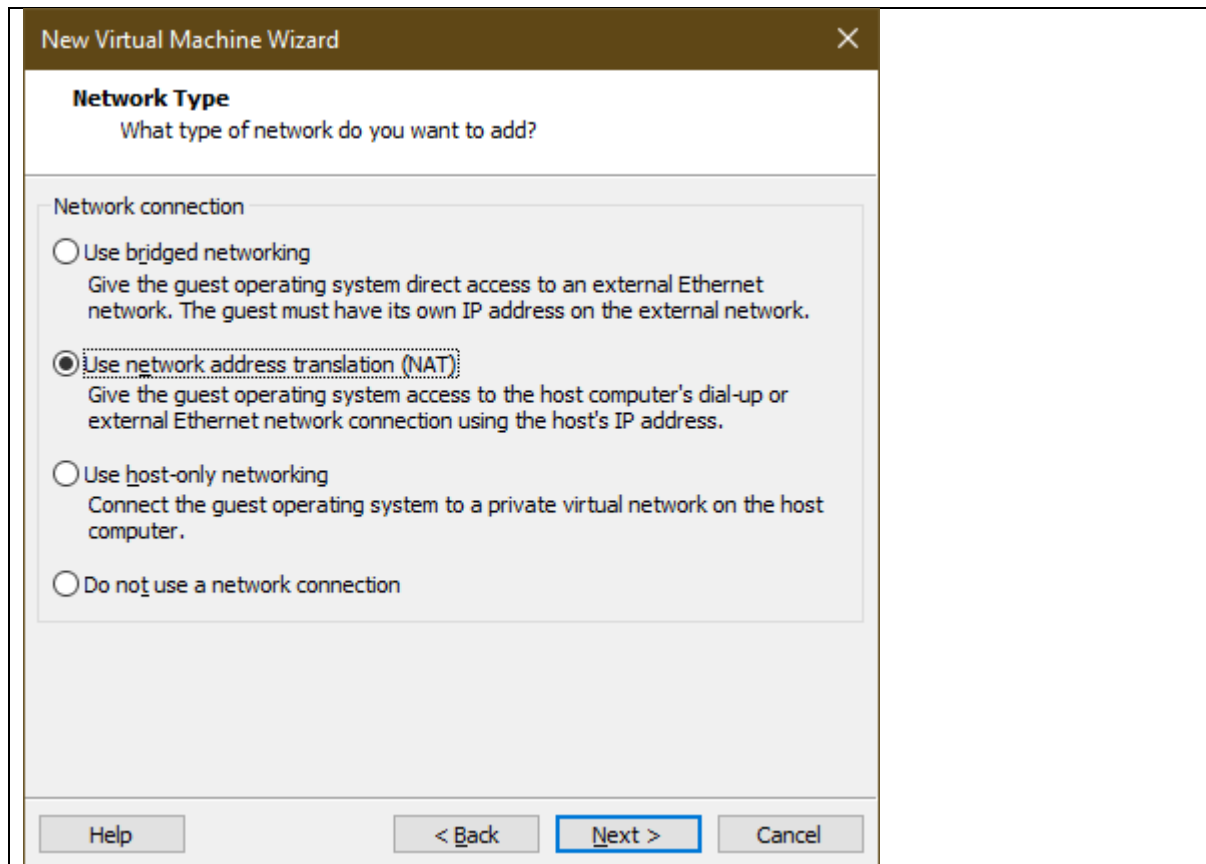 New Virtual Machine Wizard
Network Type
What type of network do you want to add?
Network connection
Use bridged networking
Give the guest operating system direct access to an external Ethernet
network. The guest must have its own IP address on the external network.
Use network address translation (NAT)
Give the guest operating system access to the host computer's dial-up or
external Ethernet network connection using the host's IP address.
Use host-only networking
Connect the guest operating system to a private virtual network on the host
computer.
Do not use a network connection
Help < Back Next > Cancel